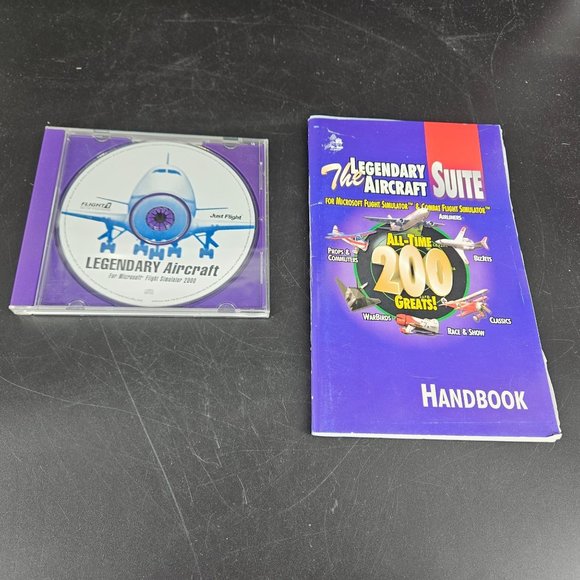 FLIGHT1
Just Flight
LEGENDARY Aircraft
For Microsoft Flight Simulator 2000
The LEGENDARY
AIRCRAFT SUITE
FOR MICROSOFT FLIGHT SIMULATOR™ & COMBAT FLIGHT SIMULATOR™
AIRLINERS
ALL-TIME
PROPS &
COMMUTERS
BIZJETS
200
GREATS!
WARBIRDS
CLASSICS
RACE & SHOW
HANDBOOK